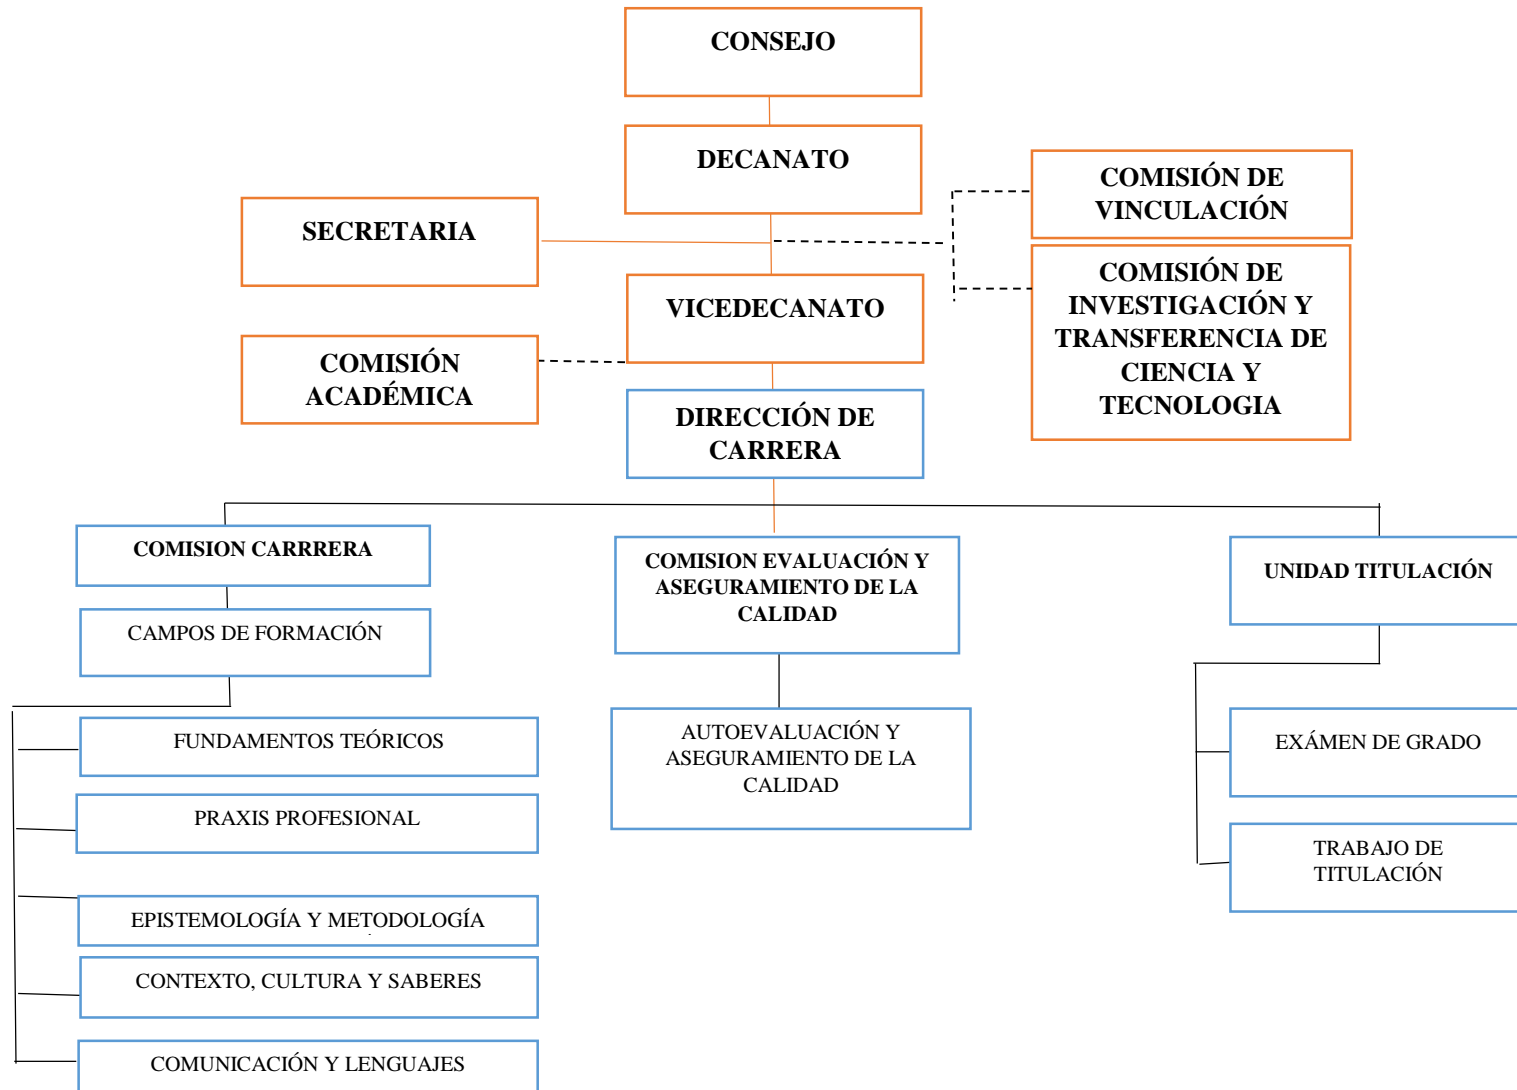 CONSEJO
DECANATO
COMISIÓN DE
VINCULACIÓN
SECRETARIA
COMISIÓN DE
INVESTIGACIÓN Y
TRANSFERENCIA DE
CIENCIA Y
TECNOLOGIA
VICEDECANATO
COMISIÓN
ACADÉMICA
DIRECCIÓN DE
CARRERA
COMISION CARRRERA
COMISION EVALUACIÓN Y
ASEGURAMIENTO DE LA
CALIDAD
UNIDAD TITULACIÓN
CAMPOS DE FORMACIÓN
FUNDAMENTOS TEÓRICOS
PRAXIS PROFESIONAL
EPISTEMOLOGÍA Y METODOLOGÍA
CONTEXTO, CULTURA Y SABERES
COMUNICACIÓN Y LENGUAJES
AUTOEVALUACIÓN Y
ASEGURAMIENTO DE LA
CALIDAD
EXÁMEN DE GRADO
TRABAJO DE
TITULACIÓN